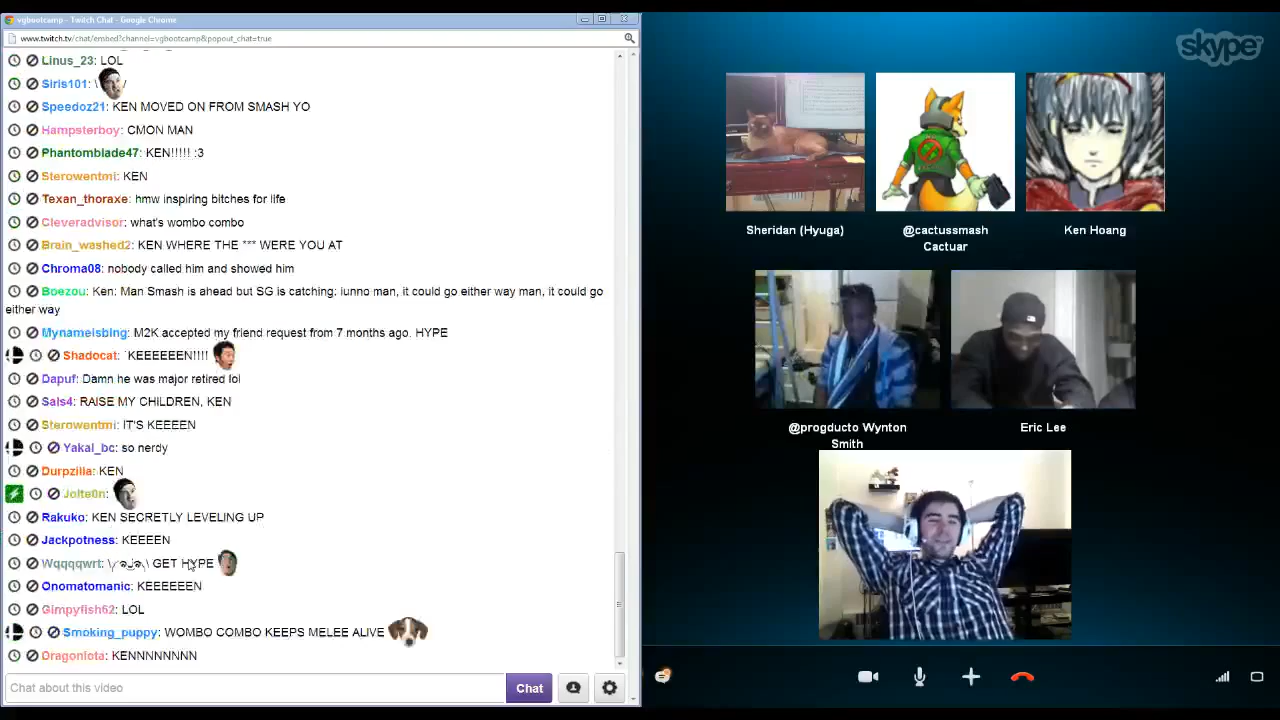 vgbootcamp - Twitch Chat - Google Chrome
www.twitch.tv/chat/embed?channel=vgbootcamp&popout_chat=true
Linus_23: LOL
Siris101: \ /
Speedoz21: KEN MOVED ON FROM SMASH YO
Hampsterboy: CMON MAN
Phantomblade47: KEN!!!!! :3
Sterowentmi: KEN
Texan_thoraxe: hmw inspiring bitches for life
Cleveradvisor: what's wombo combo
Brain_washed2: KEN WHERE THE *** WERE YOU AT
Chroma08: nobody called him and showed him
Boezou: Ken: Man Smash is ahead but SG is catching: iunno man, it could go either way man, it could go
either way
Mynameisbing: M2K accepted my friend request from 7 months ago. HYPE
Shadocat: `KEEEEEEN!!!!
Dapuf: Damn he was major retired lol
Sals4: RAISE MY CHILDREN, KEN
Sterowentmi: IT'S KEEEEN
Yakal_bc: so nerdy
Durpzilla: KEN
Jolte0n:
Rakuko: KEN SECRETLY LEVELING UP
Jackpotness: KEEEEN
Wqqqqwrt: GET HYPE
Onomatomanic: KEEEEEEN
Gimpyfish62: LOL
Smoking_puppy: WOMBO COMBO KEEPS MELEE ALIVE
Dragonlota: KENNNNNNNN
Chat about this video
Chat
skype
Sheridan (Hyuga)
@cactussmash
Cactuar
Ken Hoang
@progducto Wynton
Smith
Eric Lee